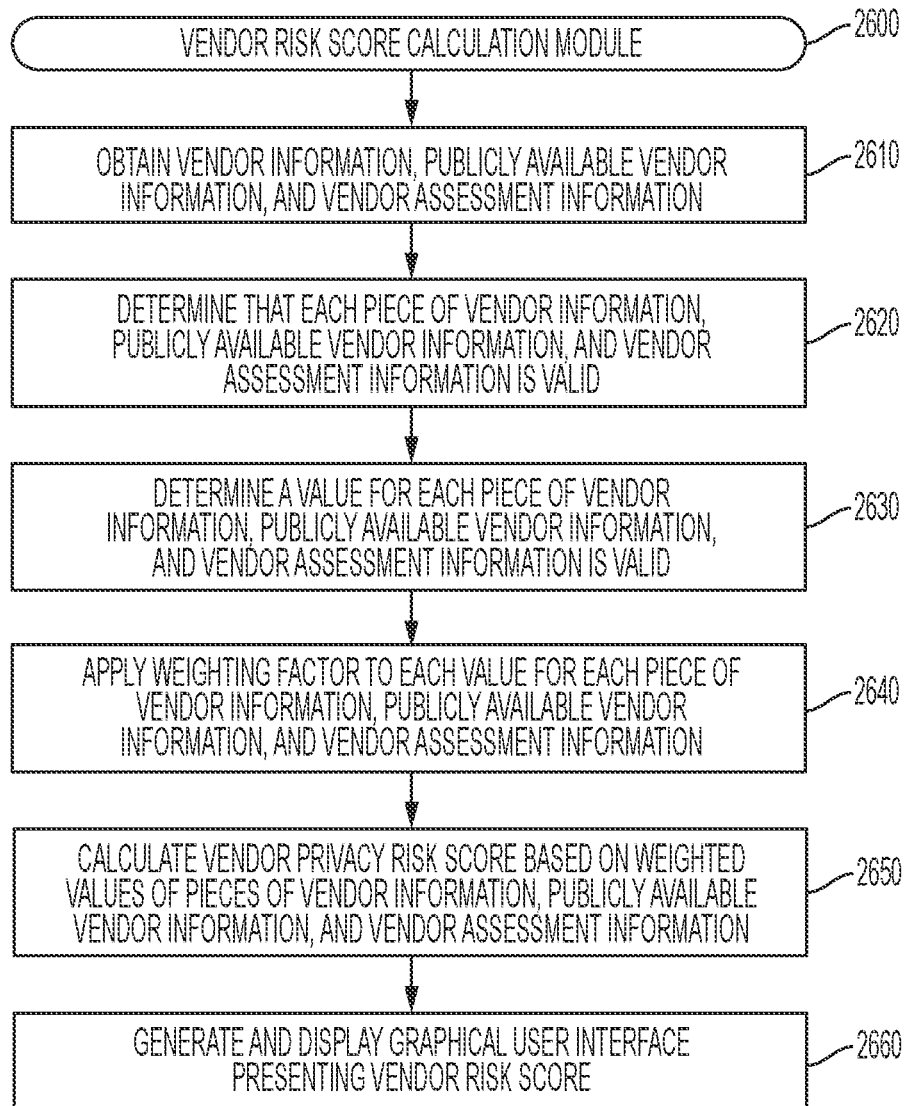 VENDOR RISK SCORE CALCULATION MODULE
2600
OBTAIN VENDOR INFORMATION, PUBLICLY AVAILABLE VENDOR
INFORMATION, AND VENDOR ASSESSMENT INFORMATION
2610
DETERMINE THAT EACH PIECE OF VENDOR INFORMATION,
PUBLICLY AVAILABLE VENDOR INFORMATION, AND VENDOR
ASSESSMENT INFORMATION IS VALID
2620
DETERMINE A VALUE FOR EACH PIECE OF VENDOR
INFORMATION, PUBLICLY AVAILABLE VENDOR INFORMATION,
AND VENDOR ASSESSMENT INFORMATION IS VALID
2630
APPLY WEIGHTING FACTOR TO EACH VALUE FOR EACH PIECE OF
VENDOR INFORMATION, PUBLICLY AVAILABLE VENDOR
INFORMATION, AND VENDOR ASSESSMENT INFORMATION
2640
CALCULATE VENDOR PRIVACY RISK SCORE BASED ON WEIGHTED
VALUES OF PIECES OF VENDOR INFORMATION, PUBLICLY AVAILABLE
VENDOR INFORMATION, AND VENDOR ASSESSMENT INFORMATION
2650
GENERATE AND DISPLAY GRAPHICAL USER INTERFACE
PRESENTING VENDOR RISK SCORE
2660